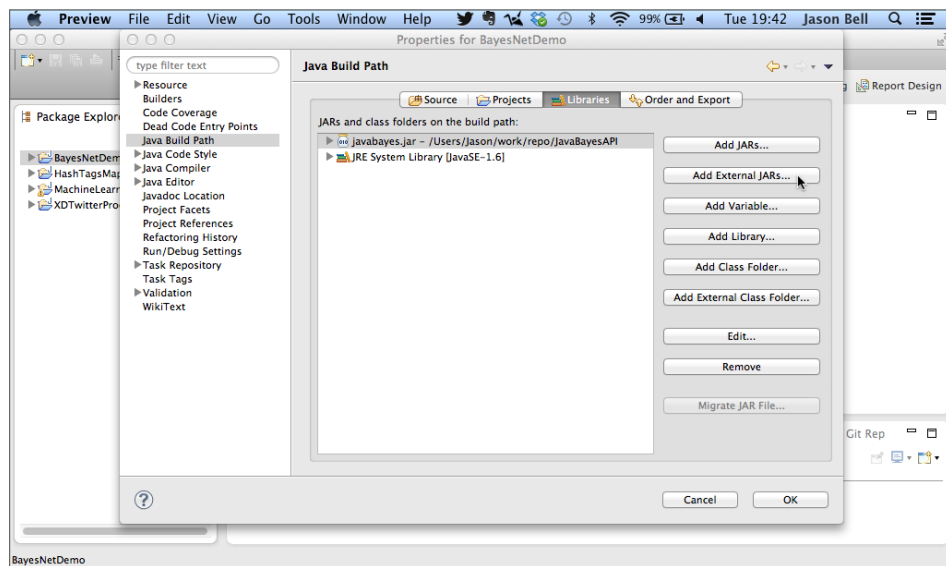 Preview File Edit View Go Tools Window Help 99% Tue 19:42 Jason Bell
Properties for BayesNetDemo
type filter text
Java Build Path
Resource
Builders
Code Coverage
Dead Code Entry Points
Java Build Path
Java Code Style
Java Compiler
Java Editor
Javadoc Location
Project Facets
Project References
Refactoring History
Run/Debug Settings
Task Repository
Task Tags
Validation
WikiText
Source Projects Libraries Order and Export
JARs and class folders on the build path:
javabayes.jar - /Users/Jason/work/repo/JavaBayesAPI
JRE System Library [JavaSE-1.6]
Add JARs...
Add External JARs...
Add Variable...
Add Library...
Add Class Folder...
Add External Class Folder...
Edit...
Remove
Migrate JAR File...
Cancel OK
Package Explor
BayesNetDem
HashTagsMap
MachineLearn
XDTwitterPro
Report Design
Git Rep
BayesNetDemo